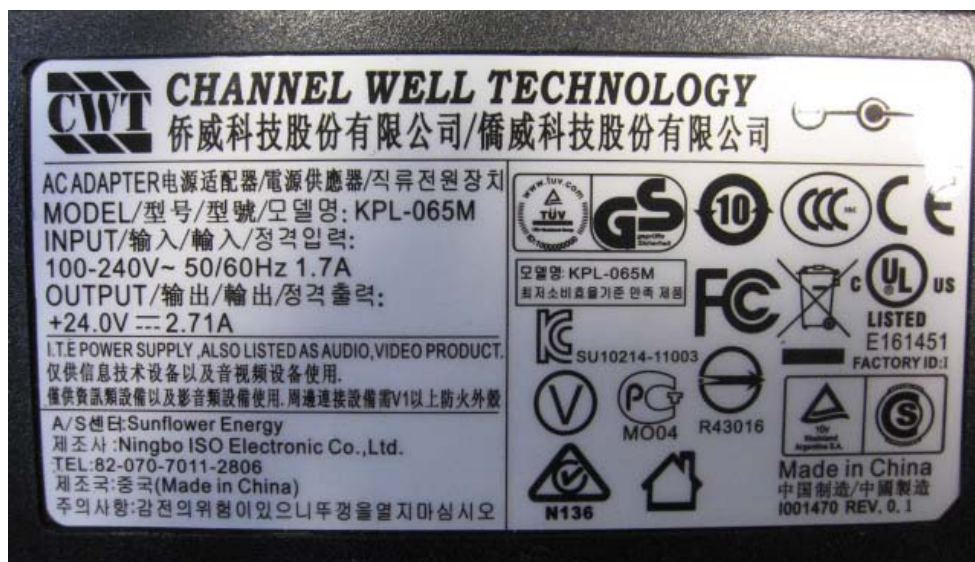 CWT
CHANNEL WELL TECHNOLOGY
侨威科技股份有限公司/僑威科技股份有限公司
AC ADAPTER电源适配器/電源供應器/직류전원장치
MODEL/型号/型號/모델명: KPL-065M
INPUT/输入/輸入/정격입력:
100-240V~ 50/60Hz 1.7A
OUTPUT/输出/輸出/정격출력:
+24.0V 2.71A
I.T.E POWER SUPPLY ,ALSO LISTED AS AUDIO,VIDEO PRODUCT.
仅供信息技术设备以及音视频设备使用.
僅供資訊類設備以及影音類設備使用. 周邊連接設備需V1以上防火外殼
A/S센터:Sunflower Energy
제조사 :Ningbo ISO Electronic Co.,Ltd.
TEL:82-070-7011-2806
제조국:중국(Made in China)
주의사항:감전의위험이있으니뚜껑을열지마십시오
www.tuv.com
TÜV
GS
geprüfte
Sicherheit
10
CCC
CE
모델명: KPL-065M
최저소비효율기준 만족 제품
FC
C UL US
LISTED
E161451
FACTORY ID:I
SU10214-11003
V
MO04
R43016
TÜV
Rheinland
Argentina S.A.
S
N136
Made in China
中国制造/中國製造
I001470 REV. 0. 1